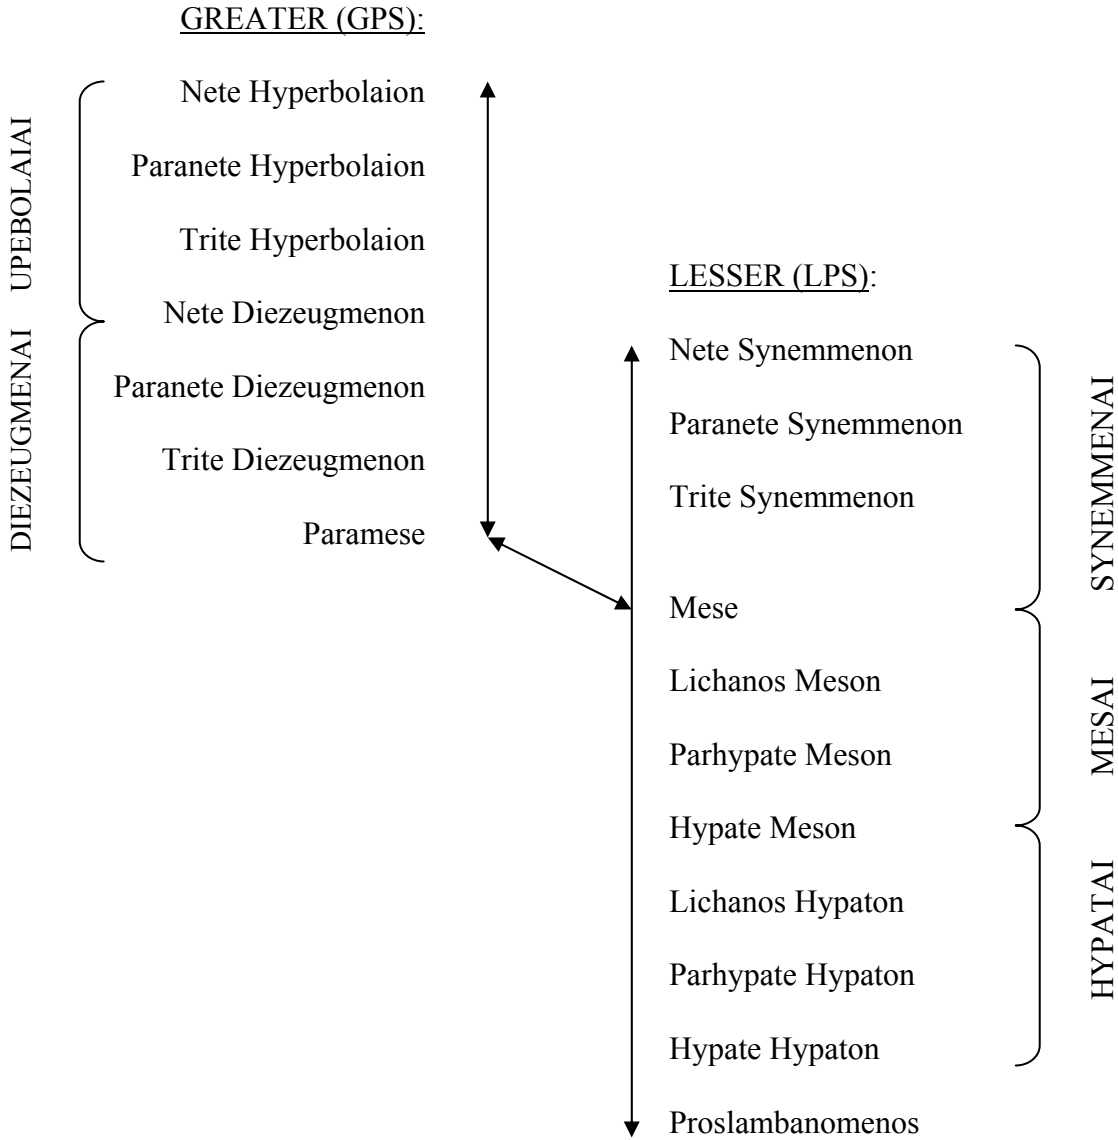 GREATER (GPS):
Nete Hyperbolaion
Paranete Hyperbolaion
Trite Hyperbolaion
Nete Diezeugmenon
Paranete Diezeugmenon
Trite Diezeugmenon
Paramese
UPEBOLAIAI
DIEZEUGMENAI
LESSER (LPS):
Nete Synemmenon
Paranete Synemmenon
Trite Synemmenon
Mese
Lichanos Meson
Parhypate Meson
Hypate Meson
Lichanos Hypaton
Parhypate Hypaton
Hypate Hypaton
Proslambanomenos
SYNEMMENAI
MESAI
HYPATAI